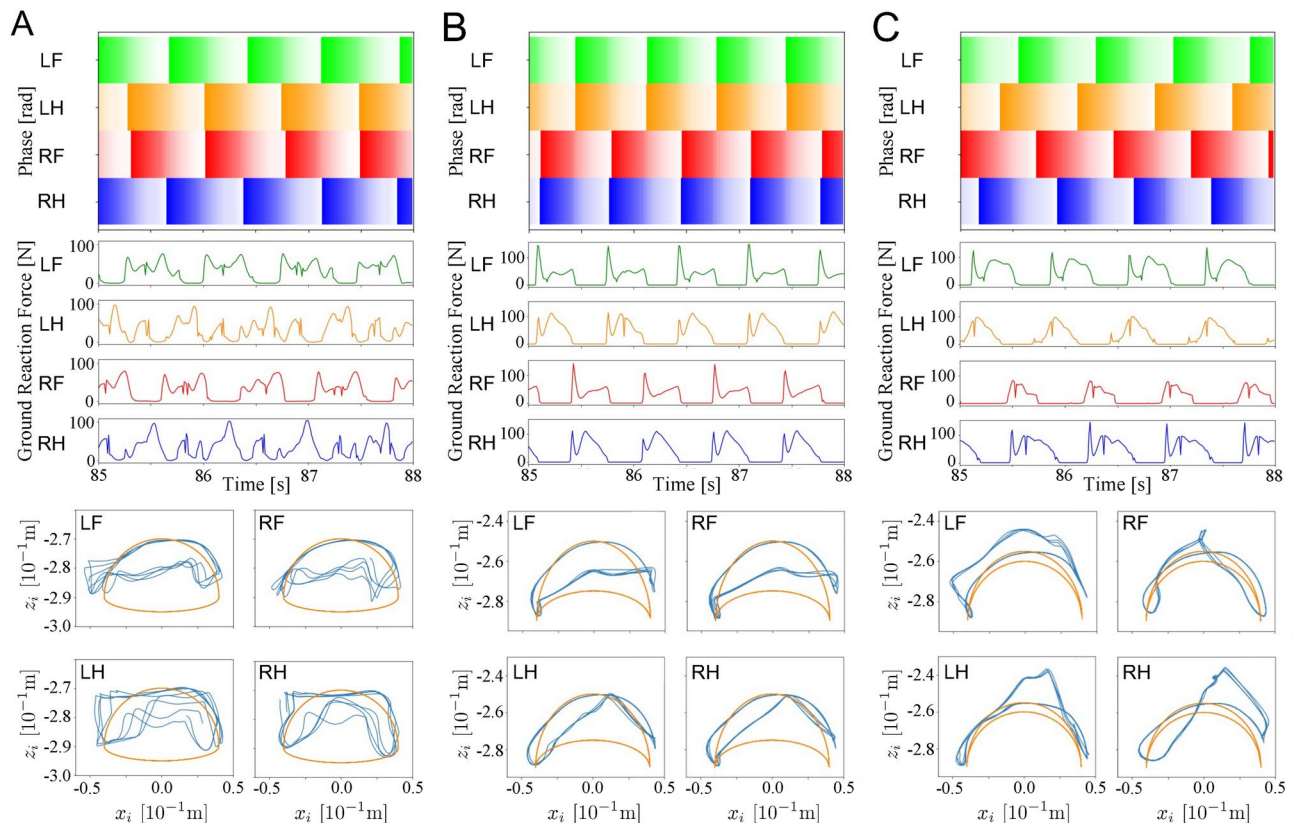 A
LF
LH
RF
RH
Phase [rad]
LF
LH
RF
RH
Ground Reaction Force [N]
100
0
100
0
100
0
100
0
85 86 87 88
Time [s]
LF RF
-2.7
-2.8
-2.9
-3.0
z_i [10^-1 m]
LH RH
-2.7
-2.8
-2.9
-3.0
z_i [10^-1 m]
-0.5 0.0 0.5 -0.5 0.0 0.5
x_i [10^-1 m] x_i [10^-1 m]
B
LF
LH
RF
RH
Phase [rad]
LF
LH
RF
RH
Ground Reaction Force [N]
100
0
100
0
100
0
100
0
85 86 87 88
Time [s]
LF RF
-2.4
-2.6
-2.8
z_i [10^-1 m]
LH RH
-2.4
-2.6
-2.8
z_i [10^-1 m]
-0.5 0.0 0.5 -0.5 0.0 0.5
x_i [10^-1 m] x_i [10^-1 m]
C
LF
LH
RF
RH
Phase [rad]
LF
LH
RF
RH
Ground Reaction Force [N]
100
0
100
0
100
0
100
0
85 86 87 88
Time [s]
LF RF
-2.4
-2.6
-2.8
z_i [10^-1 m]
LH RH
-2.4
-2.6
-2.8
z_i [10^-1 m]
-0.5 0.0 0.5 -0.5 0.0 0.5
x_i [10^-1 m] x_i [10^-1 m]